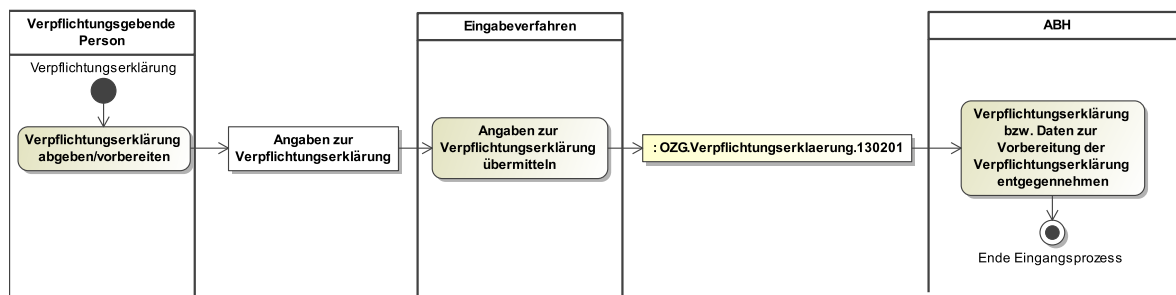 Verpflichtungsgebende
Person
Verpflichtungserklärung
Verpflichtungserklärung
abgeben/vorbereiten
Angaben zur
Verpflichtungserklärung
Eingabeverfahren
Angaben zur
Verpflichtungserklärung
übermitteln
: OZG.Verpflichtungserklaerung.130201
ABH
Verpflichtungserklärung
bzw. Daten zur
Vorbereitung der
Verpflichtungserklärung
entgegennehmen
Ende Eingangsprozess